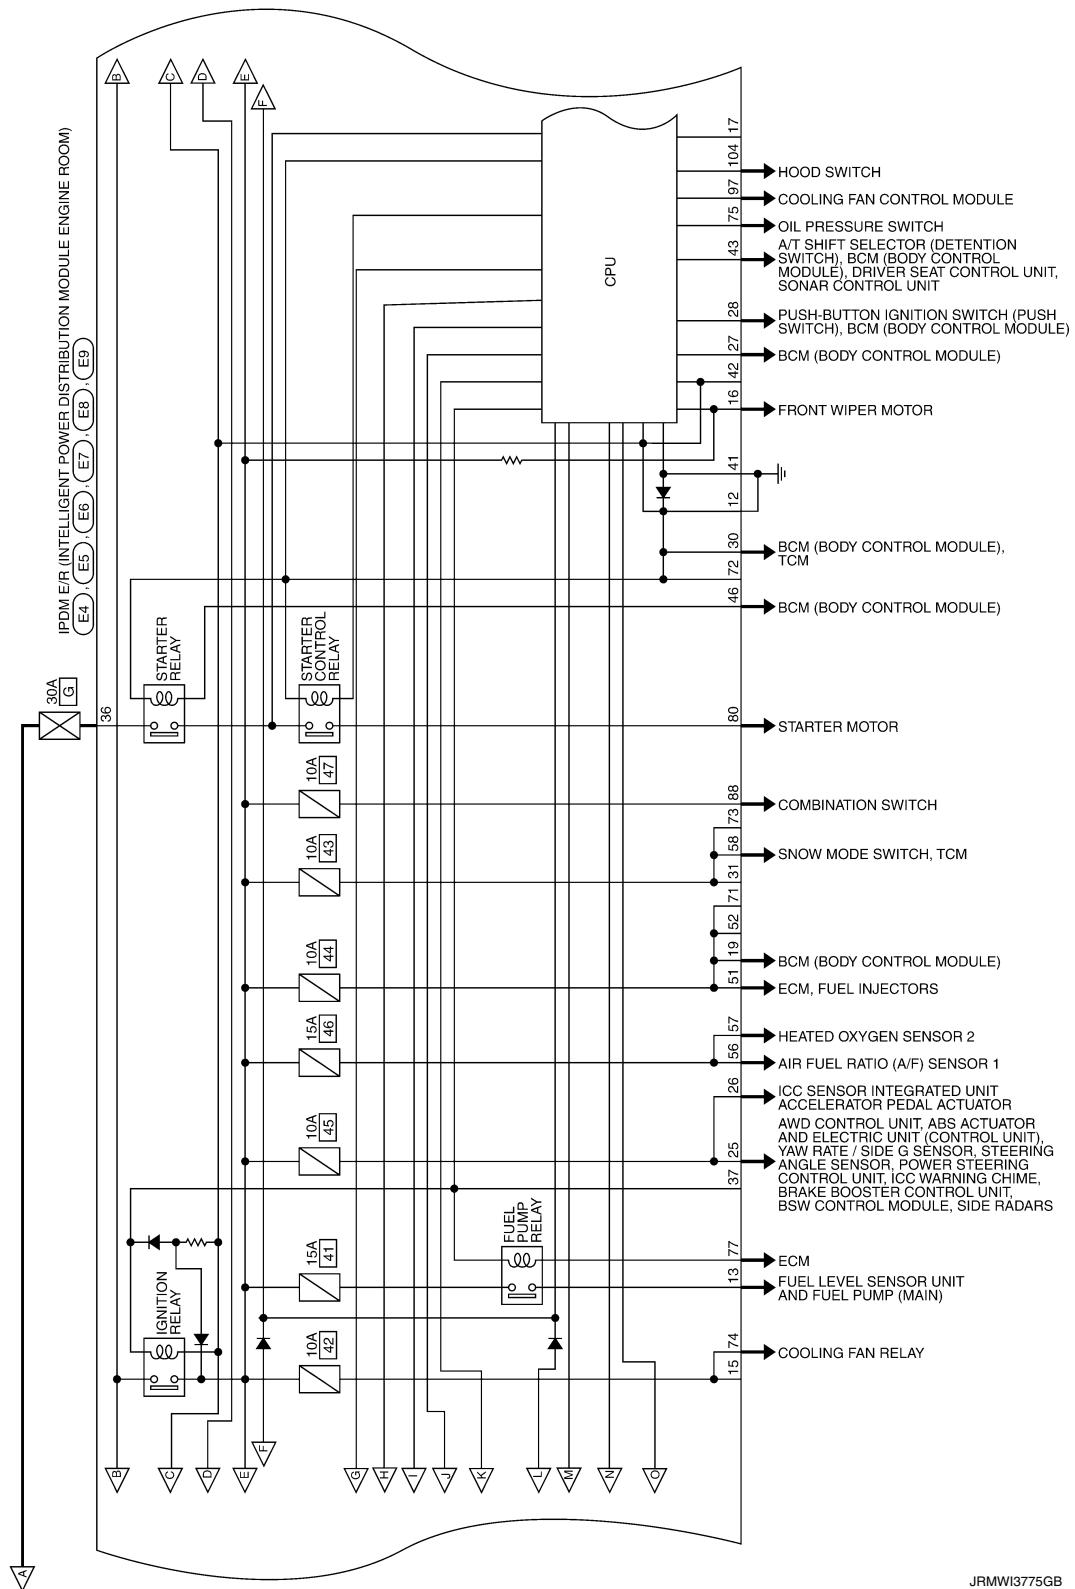 B
C
D
E
F
IPDM E/R (INTELLIGENT POWER DISTRIBUTION MODULE ENGINE ROOM)
E4 , E5 , E6 , E7 , E8 , E9
CPU
17
104
HOOD SWITCH
97
COOLING FAN CONTROL MODULE
75
OIL PRESSURE SWITCH
43
A/T SHIFT SELECTOR (DETENTION
SWITCH), BCM (BODY CONTROL
MODULE), DRIVER SEAT CONTROL UNIT,
SONAR CONTROL UNIT
28
PUSH-BUTTON IGNITION SWITCH (PUSH
SWITCH), BCM (BODY CONTROL MODULE)
27
BCM (BODY CONTROL MODULE)
42
16
FRONT WIPER MOTOR
41
12
30
BCM (BODY CONTROL MODULE),
TCM
72
46
BCM (BODY CONTROL MODULE)
30A
G
36
STARTER
RELAY
STARTER
CONTROL
RELAY
80
STARTER MOTOR
10A
47
88
COMBINATION SWITCH
10A
43
73
58
SNOW MODE SWITCH, TCM
31
10A
44
71
52
19
BCM (BODY CONTROL MODULE)
51
ECM, FUEL INJECTORS
15A
46
57
HEATED OXYGEN SENSOR 2
56
AIR FUEL RATIO (A/F) SENSOR 1
10A
45
26
ICC SENSOR INTEGRATED UNIT
ACCELERATOR PEDAL ACTUATOR
25
AWD CONTROL UNIT, ABS ACTUATOR
AND ELECTRIC UNIT (CONTROL UNIT),
YAW RATE / SIDE G SENSOR, STEERING
ANGLE SENSOR, POWER STEERING
CONTROL UNIT, ICC WARNING CHIME,
BRAKE BOOSTER CONTROL UNIT,
BSW CONTROL MODULE, SIDE RADARS
37
FUEL
PUMP
RELAY
15A
41
77
ECM
13
FUEL LEVEL SENSOR UNIT
AND FUEL PUMP (MAIN)
IGNITION
RELAY
10A
42
74
COOLING FAN RELAY
15
B
C
D
E
F
G
H
I
J
K
L
M
N
O
A
JRMWI3775GB